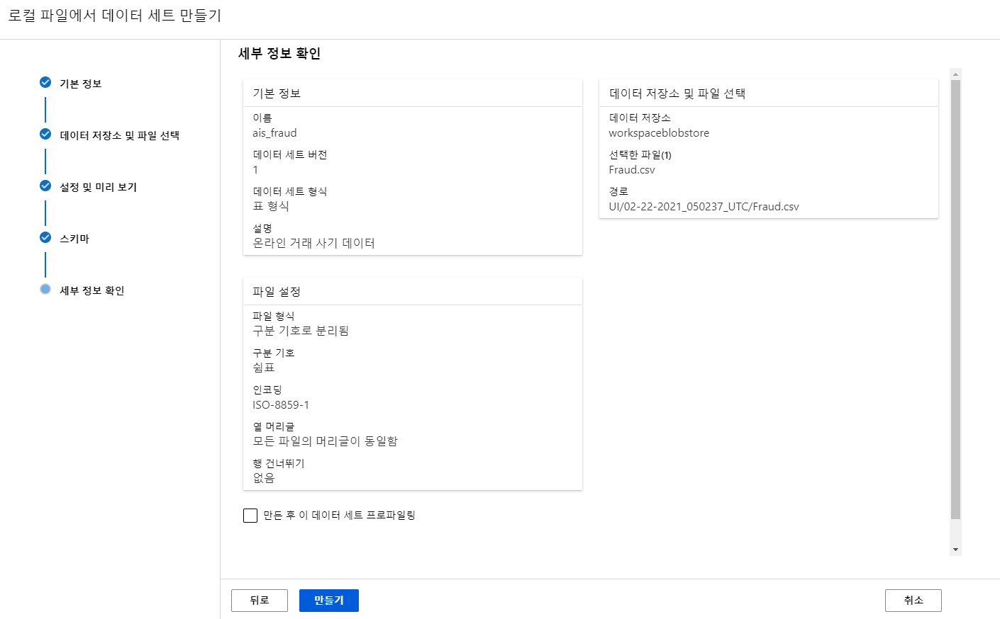 로컬 파일에서 데이터 세트 만들기
기본 정보
데이터 저장소 및 파일 선택
설정 및 미리 보기
스키마
세부 정보 확인
세부 정보 확인
기본 정보
이름
ais_fraud
데이터 세트 버전
1
데이터 세트 형식
표 형식
설명
온라인 거래 사기 데이터
데이터 저장소 및 파일 선택
데이터 저장소
workspaceblobstore
선택한 파일(1)
Fraud.csv
경로
UI/02-22-2021_050237_UTC/Fraud.csv
파일 설정
파일 형식
구분 기호로 분리됨
구분 기호
쉼표
인코딩
ISO-8859-1
열 머리글
모든 파일의 머리글이 동일함
행 건너뛰기
없음
만든 후 이 데이터 세트 프로파일링
뒤로
만들기
취소